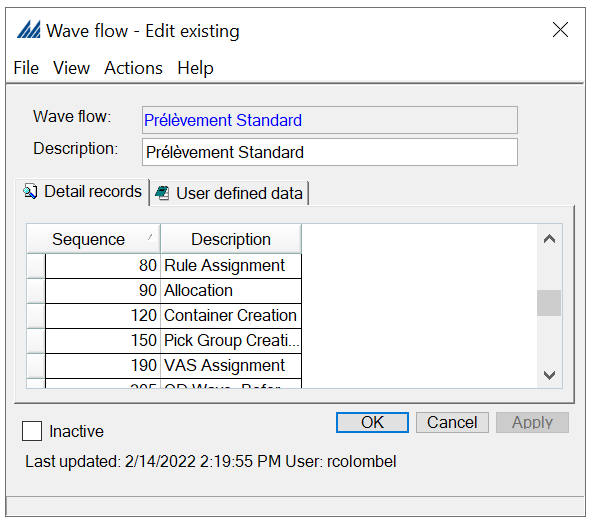 Wave flow - Edit existing
File View Actions Help
Wave flow: Prélèvement Standard
Description: Prélèvement Standard
Detail records User defined data
Sequence Description
80 Rule Assignment
90 Allocation
120 Container Creation
150 Pick Group Creati...
190 VAS Assignment
OK Cancel Apply
Inactive
Last updated: 2/14/2022 2:19:55 PM User: rcolombel